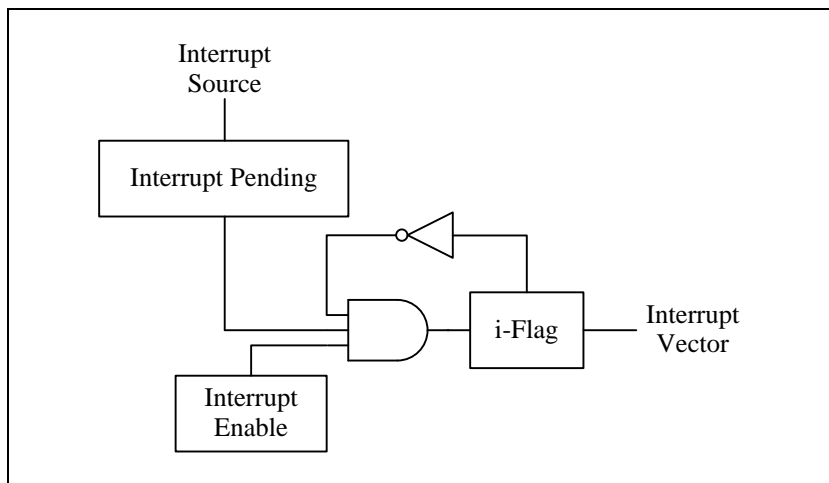 Interrupt
Source
Interrupt Pending
i-Flag
Interrupt
Vector
Interrupt
Enable